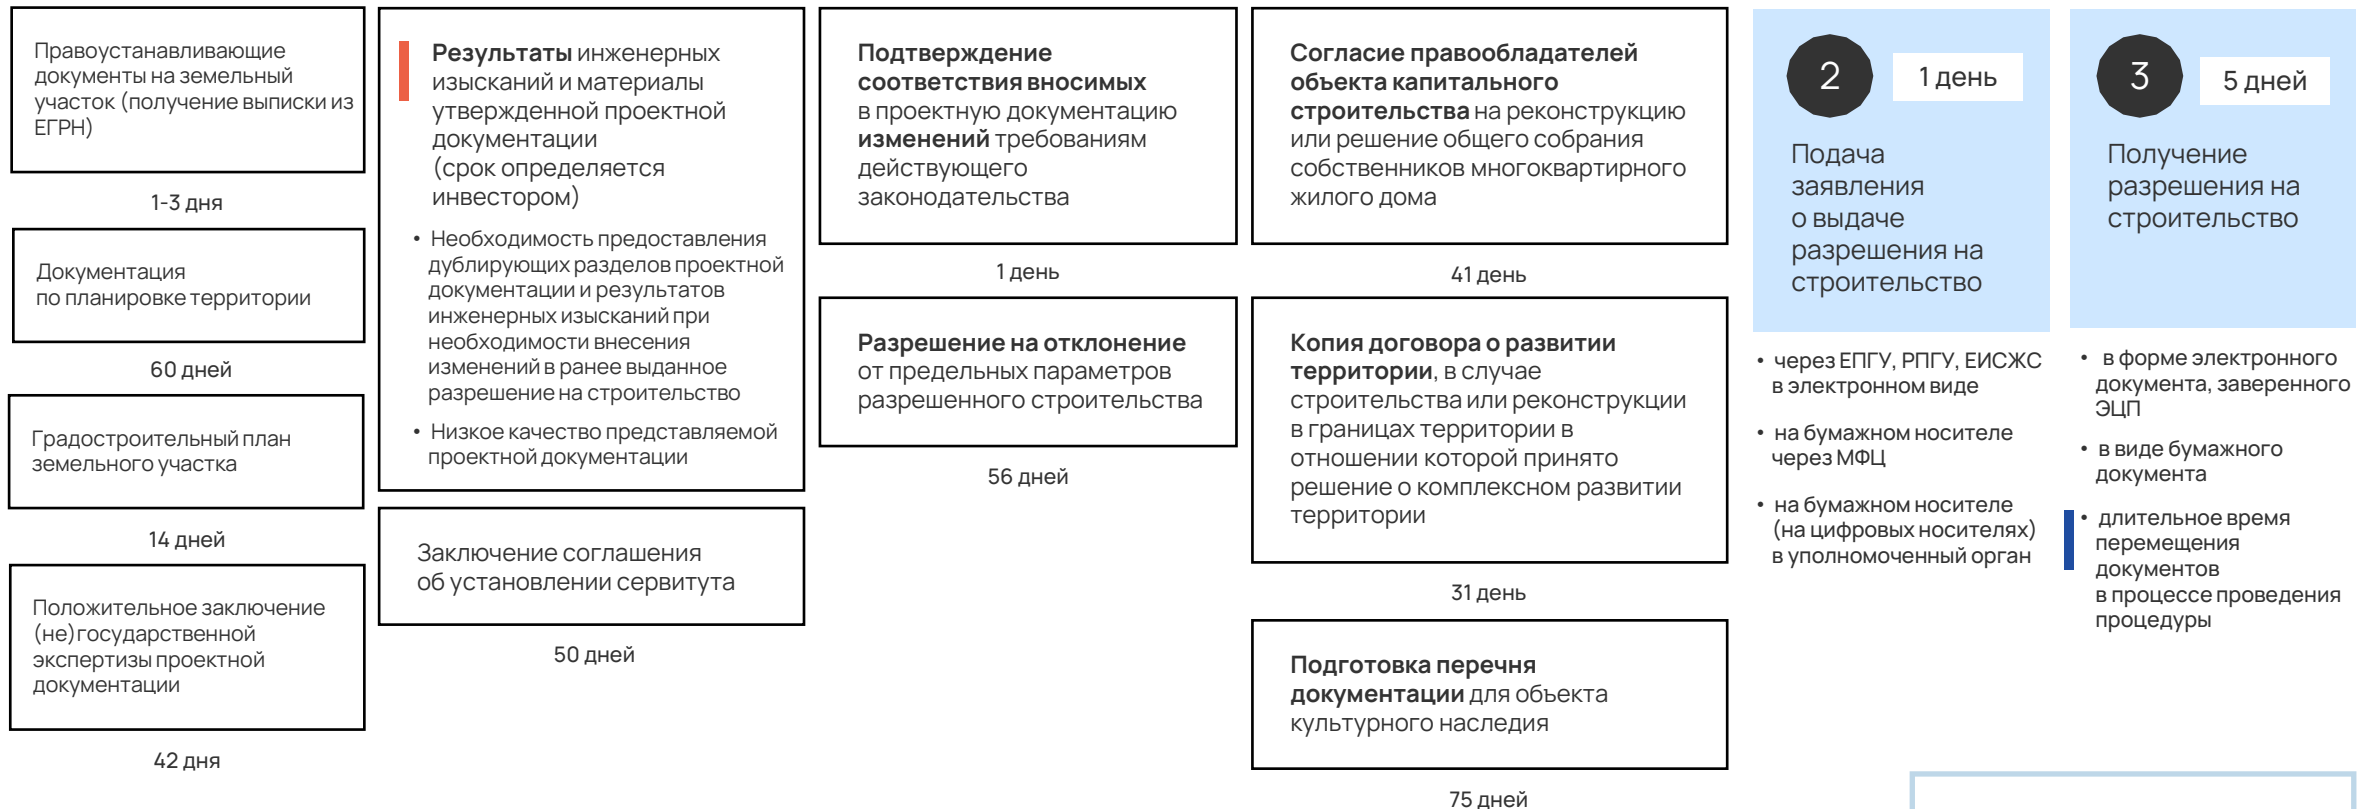 Правоустанавливающие
документы на земельный
участок (получение выписки из
ЕГРН)
1-3 дня
Документация
по планировке территории
60 дней
Градостроительный план
земельного участка
14 дней
Положительное заключение
(не)государственной
экспертизы проектной
документации
42 дня
Результаты инженерных
изысканий и материалы
утвержденной проектной
документации
(срок определяется
инвестором)
• Необходимость предоставления
дублирующих разделов проектной
документации и результатов
инженерных изысканий при
необходимости внесения
изменений в ранее выданное
разрешение на строительство
• Низкое качество представляемой
проектной документации
Заключение соглашения
об установлении сервитута
50 дней
Подтверждение
соответствия вносимых
в проектную документацию
изменений требованиям
действующего
законодательства
1 день
Разрешение на отклонение
от предельных параметров
разрешенного строительства
56 дней
Согласие правообладателей
объекта капитального
строительства на реконструкцию
или решение общего собрания
собственников многоквартирного
жилого дома
41 день
Копия договора о развитии
территории, в случае
строительства или реконструкции
в границах территории в
отношении которой принято
решение о комплексном развитии
территории
31 день
Подготовка перечня
документации для объекта
культурного наследия
75 дней
2
1 день
Подача
заявления
о выдаче
разрешения на
строительство
• через ЕПГУ, РПГУ, ЕИСЖС
в электронном виде
• на бумажном носителе
через МФЦ
• на бумажном носителе
(на цифровых носителях)
в уполномоченный орган
3
5 дней
Получение
разрешения на
строительство
• в форме электронного
документа, заверенного
ЭЦП
• в виде бумажного
документа
• длительное время
перемещения
документов
в процессе проведения
процедуры